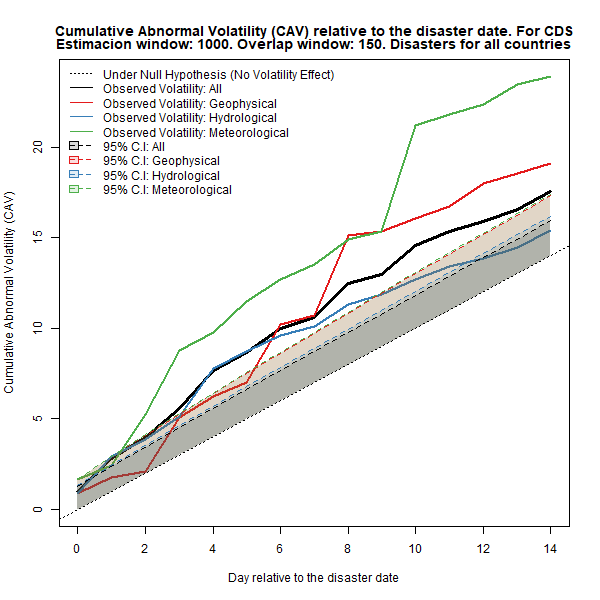 Cumulative Abnormal Volatility (CAV) relative to the disaster date. For CDS
Estimacion window: 1000. Overlap window: 150. Disasters for all countries
Under Null Hypothesis (No Volatility Effect)
Observed Volatility: All
Observed Volatility: Geophysical
Observed Volatility: Hydrological
Observed Volatility: Meteorological
95% C.I: All
95% C.I: Geophysical
95% C.I: Hydrological
95% C.I: Meteorological
Cumulative Abnormal Volatility (CAV)
20
15
10
5
0
0 2 4 6 8 10 12 14
Day relative to the disaster date